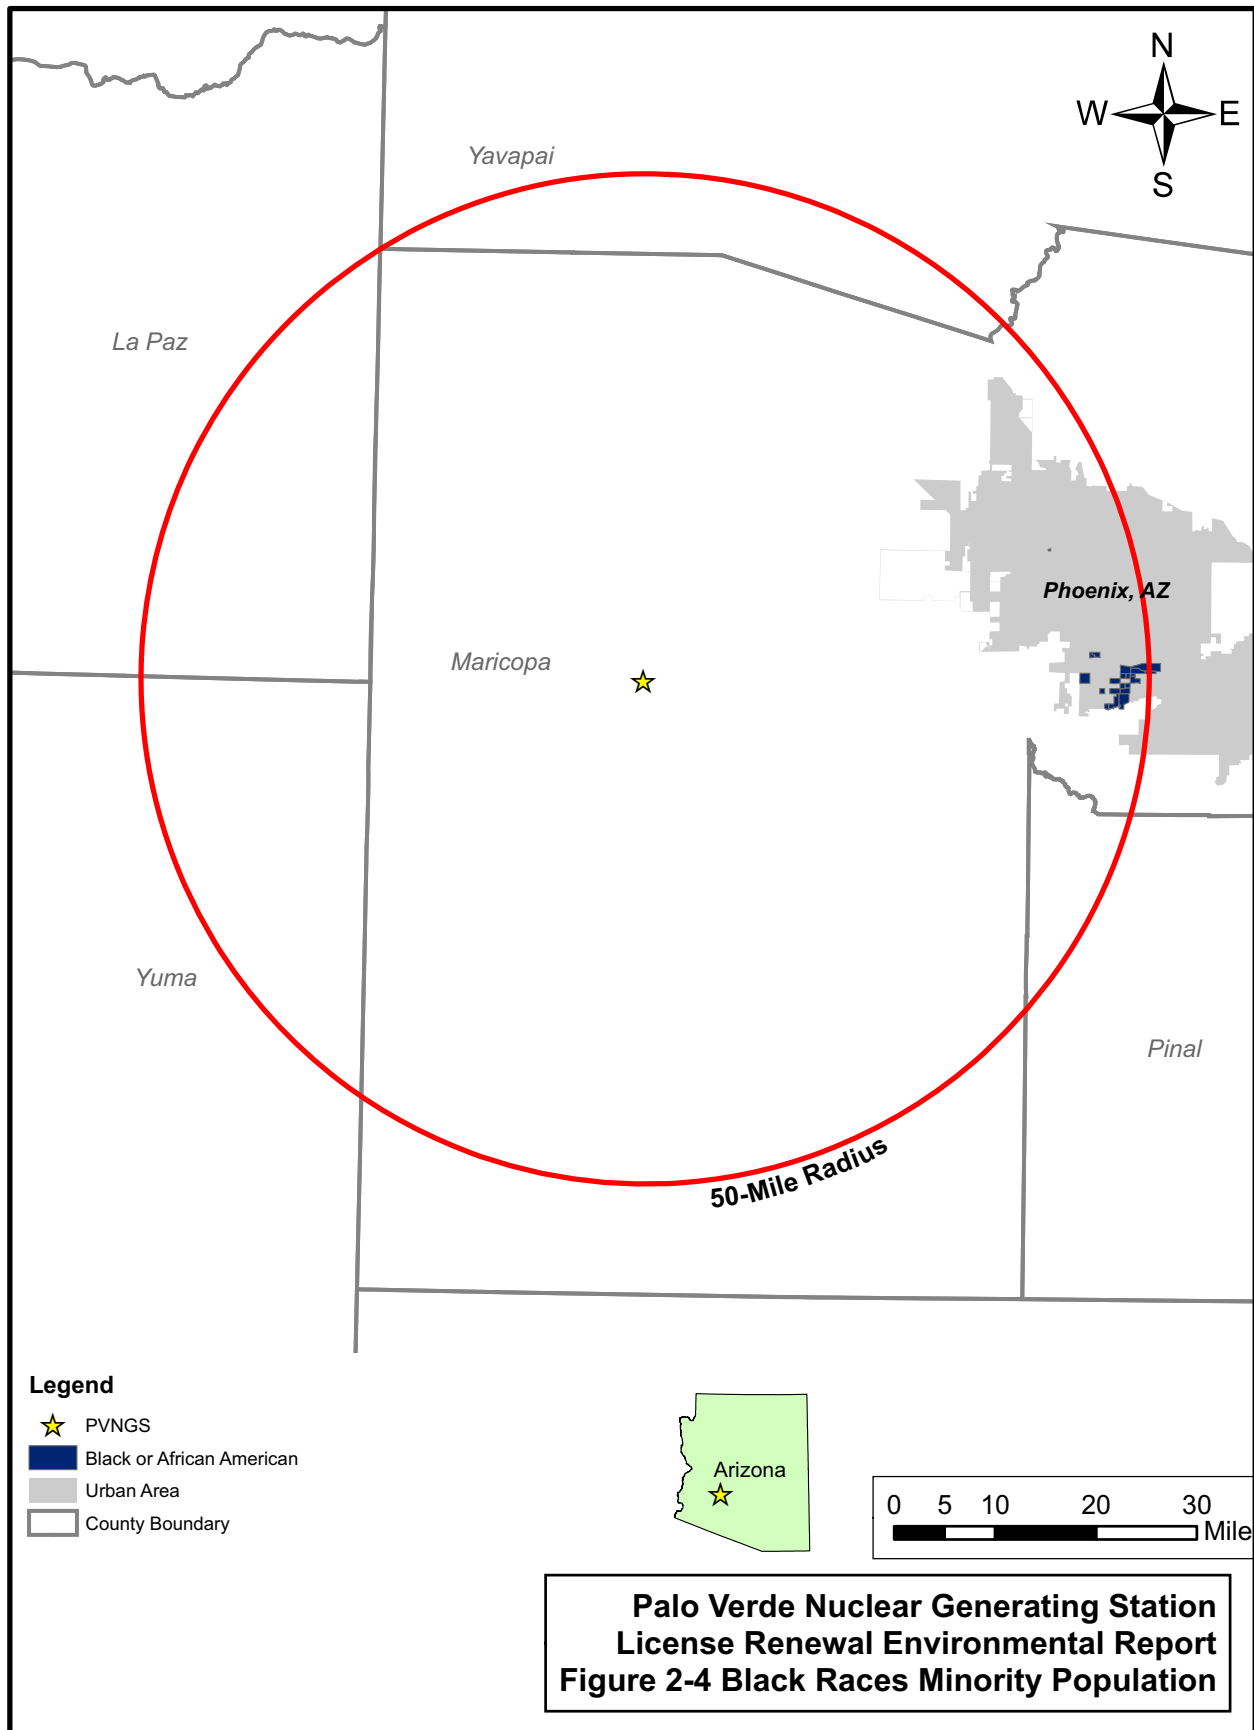 N
W E
S
Yavapai
La Paz
Phoenix, AZ
Maricopa
Yuma
Pinal
50-Mile Radius
Legend
PVNGS
Black or African American
Urban Area
County Boundary
Arizona
0 5 10 20 30
Mile
Palo Verde Nuclear Generating Station
License Renewal Environmental Report
Figure 2-4 Black Races Minority Population